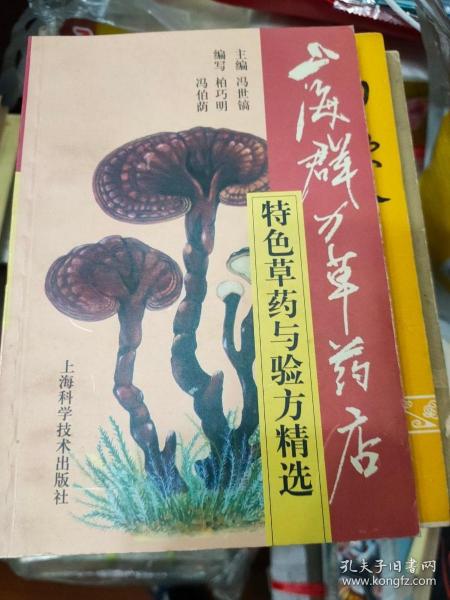 上海群力草药店
特色草药与验方精选
主编 冯世镐
编写 柏巧明
冯伯荫
上海科学技术出版社
孔夫子旧书网
www.kongfz.com